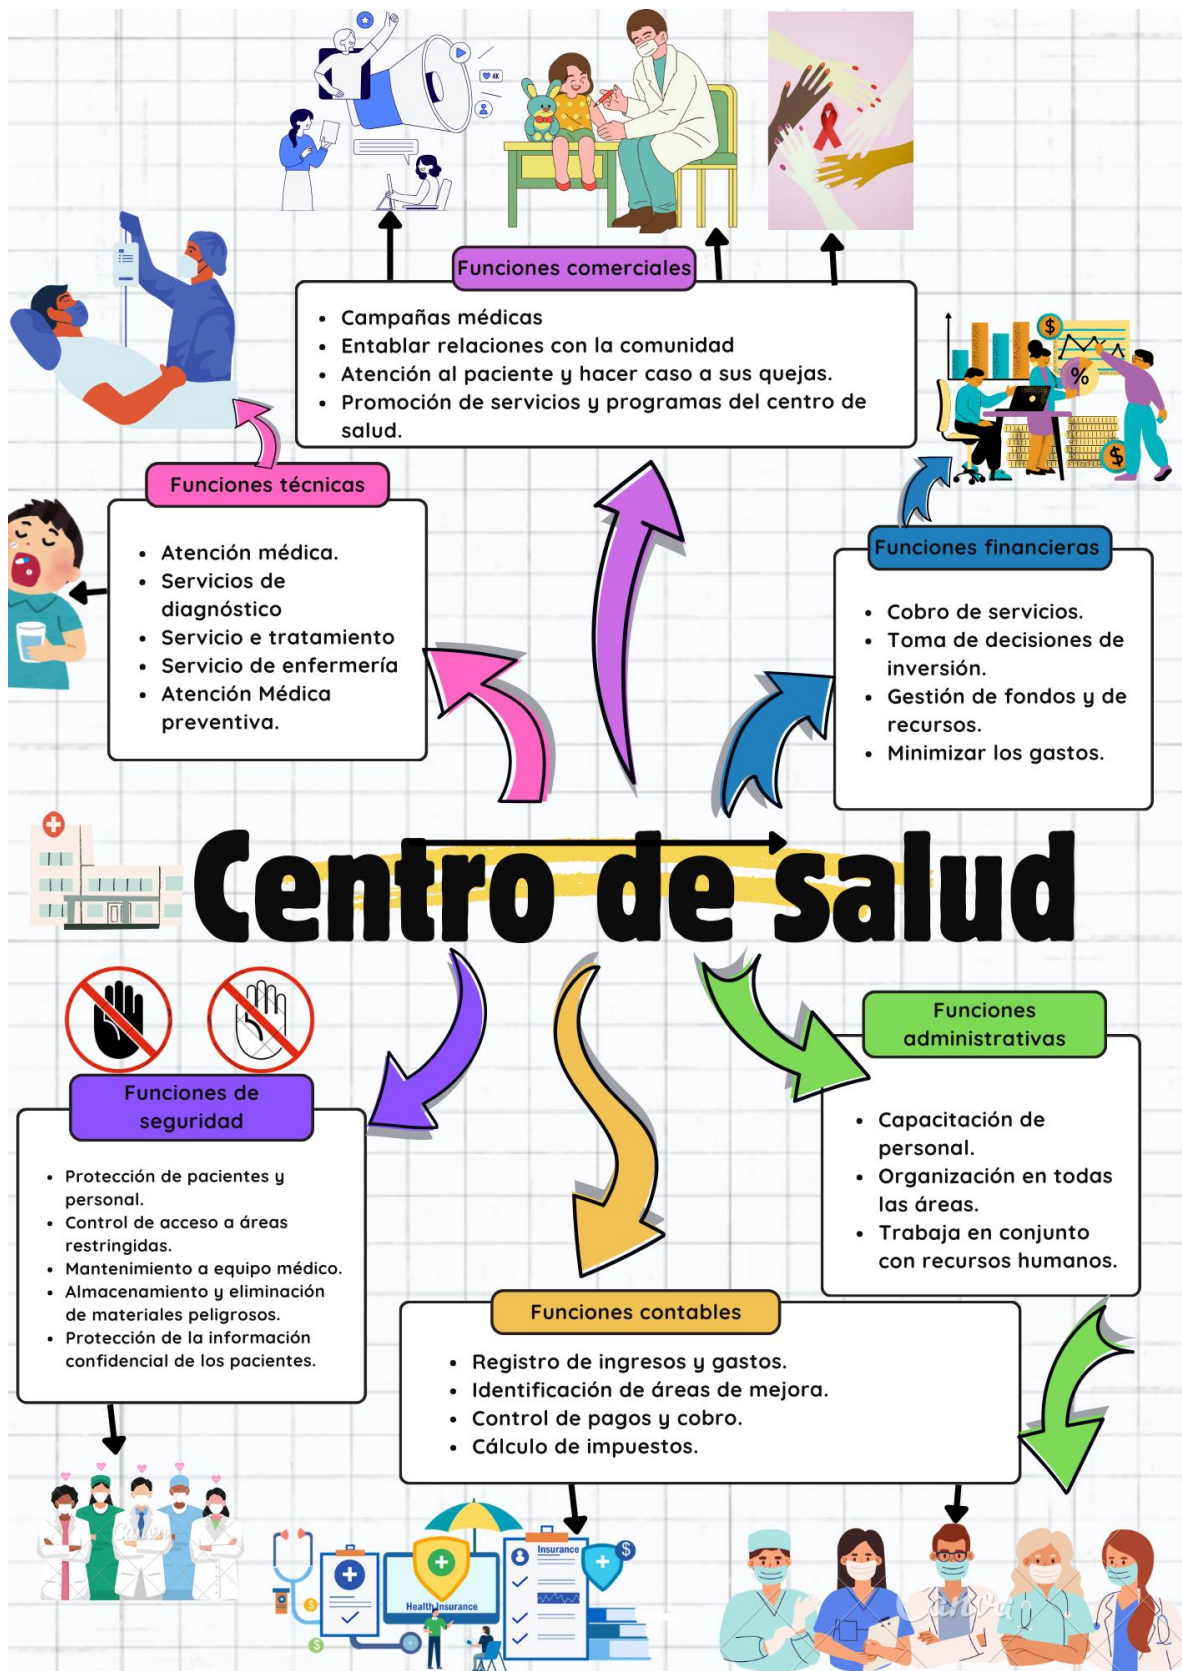 4K
Funciones comerciales
Campañas médicas
Entablar relaciones con la comunidad
Atención al paciente y hacer caso a sus quejas.
Promoción de servicios y programas del centro de
salud.
$
%
$
Funciones técnicas
Atención médica.
Servicios de
diagnóstico
Servicio e tratamiento
Servicio de enfermería
Atención Médica
preventiva.
Funciones financieras
Cobro de servicios.
Toma de decisiones de
inversión.
Gestión de fondos y de
recursos.
Minimizar los gastos.
Centro de salud
Funciones de
seguridad
Protección de pacientes y
personal.
Control de acceso a áreas
restringidas.
Mantenimiento a equipo médico.
Almacenamiento y eliminación
de materiales peligrosos.
Protección de la información
confidencial de los pacientes.
Funciones
administrativas
Capacitación de
personal.
Organización en todas
las áreas.
Trabaja en conjunto
con recursos humanos.
Funciones contables
Registro de ingresos y gastos.
Identificación de áreas de mejora.
Control de pagos y cobro.
Cálculo de impuestos.
Canva
Insurance
$
Health Insurance
$
$
Canva